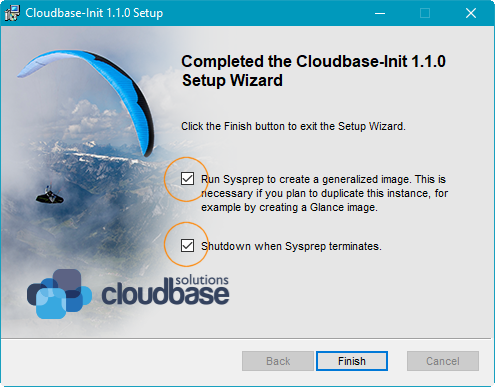 Cloudbase-Init 1.1.0 Setup
Completed the Cloudbase-Init 1.1.0
Setup Wizard
Click the Finish button to exit the Setup Wizard.
Run Sysprep to create a generalized image. This is
necessary if you plan to duplicate this instance, for
example by creating a Glance image.
Shutdown when Sysprep terminates.
solutions
cloudbase
Back
Finish
Cancel